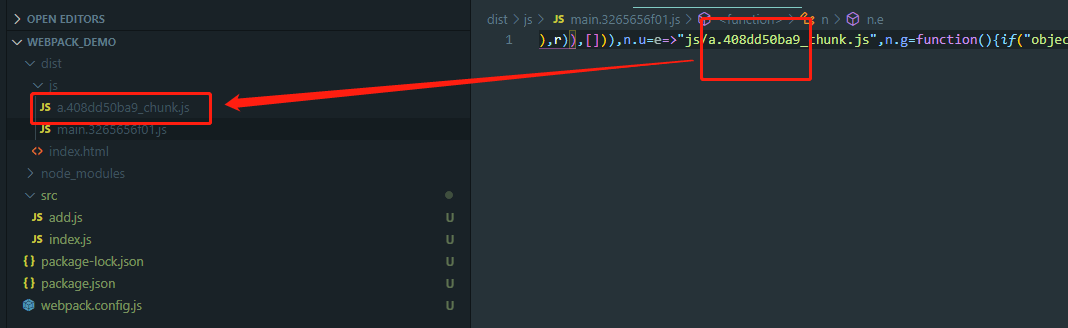 OPEN EDITORS
WEBPACK_DEMO
dist
js
JS a.408dd50ba9_chunk.js
JS main.3265656f01.js
<> index.html
node_modules
src
JS add.js U
JS index.js U
{} package-lock.json U
{} package.json U
webpack.config.js U
dist > js > JS main.3265656f01.js > <function> > n > n.e
1 ),r)),[])),n.u=e=>"js/a.408dd50ba9_chunk.js",n.g=function(){if("objec